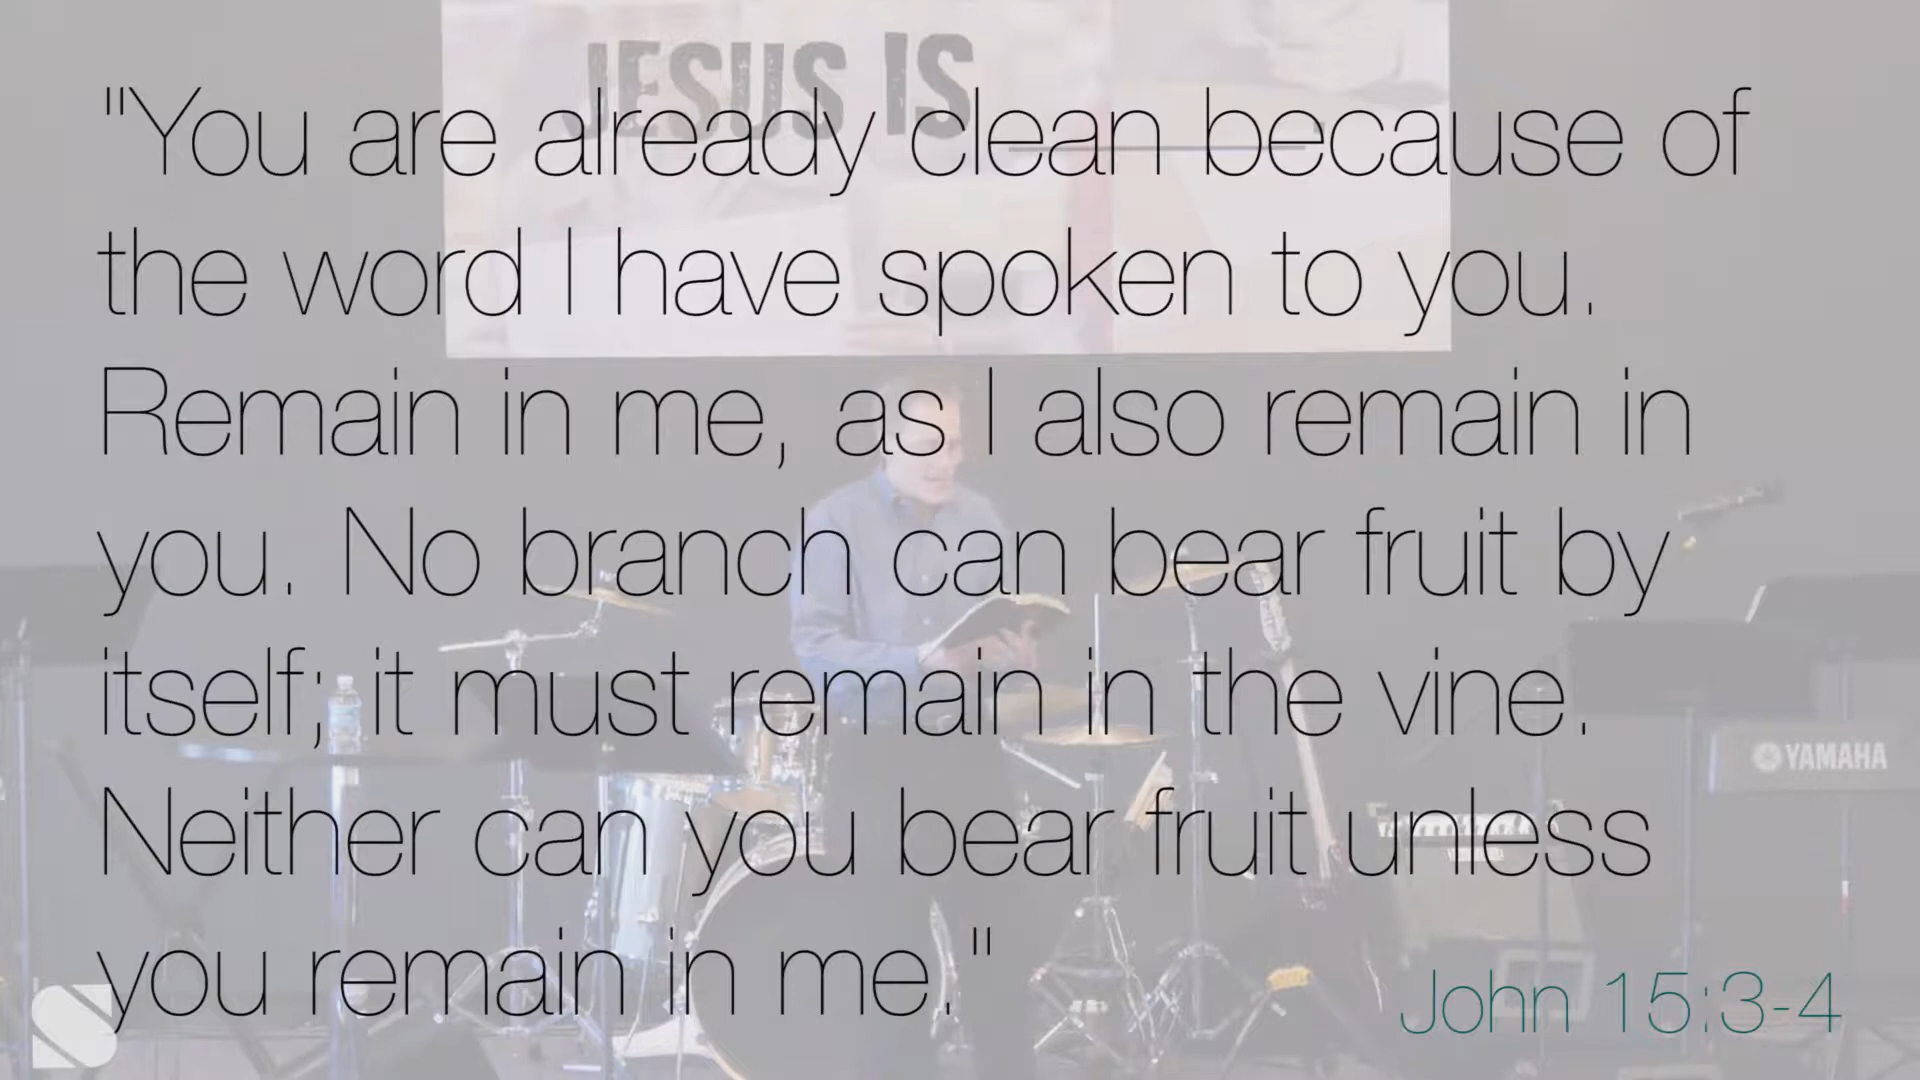 JESUS IS
"You are already clean because of
the word I have spoken to you.
Remain in me, as I also remain in
you. No branch can bear fruit by
itself; it must remain in the vine.
Neither can you bear fruit unless
you remain in me."
John 15:3-4
YAMAHA